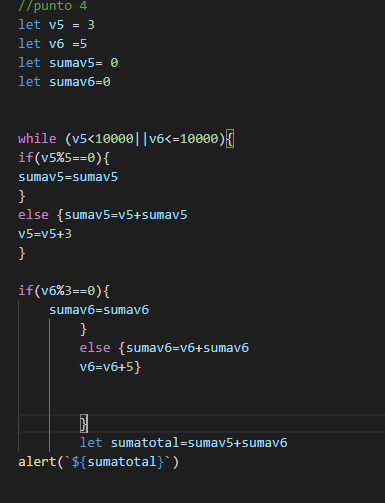 //punto 4
let v5 = 3
let v6 =5
let sumav5= 0
let sumav6=0
while (v5<10000||v6<=10000){
if(v5%5==0){
sumav5=sumav5
}
else {sumav5=v5+sumav5
v5=v5+3
}
if(v6%3==0){
sumav6=sumav6
}
else {sumav6=v6+sumav6
v6=v6+5}
}
let sumatotal=sumav5+sumav6
alert(`${sumatotal}`)